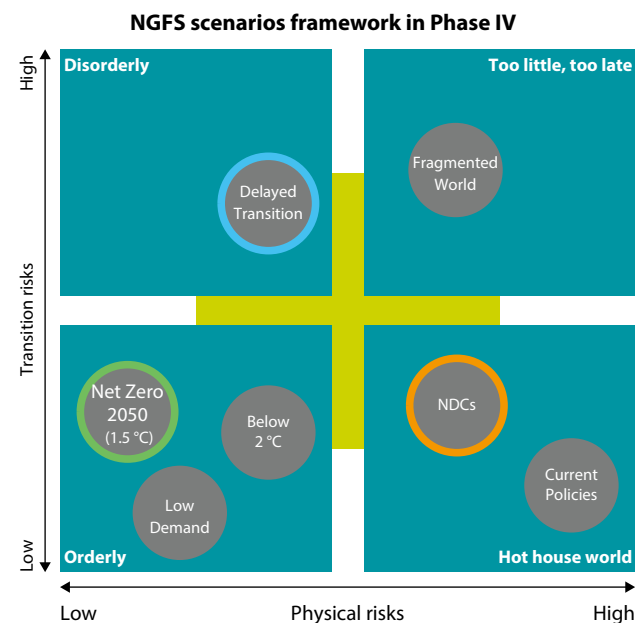 NGFS scenarios framework in Phase IV
High
Disorderly
Too little, too late
Fragmented
World
Delayed
Transition
Transition risks
Net Zero
2050
(1.5 °C)
Below
2 °C
NDCs
Low
Demand
Current
Policies
Low
Orderly
Hot house world
Low
Physical risks
High